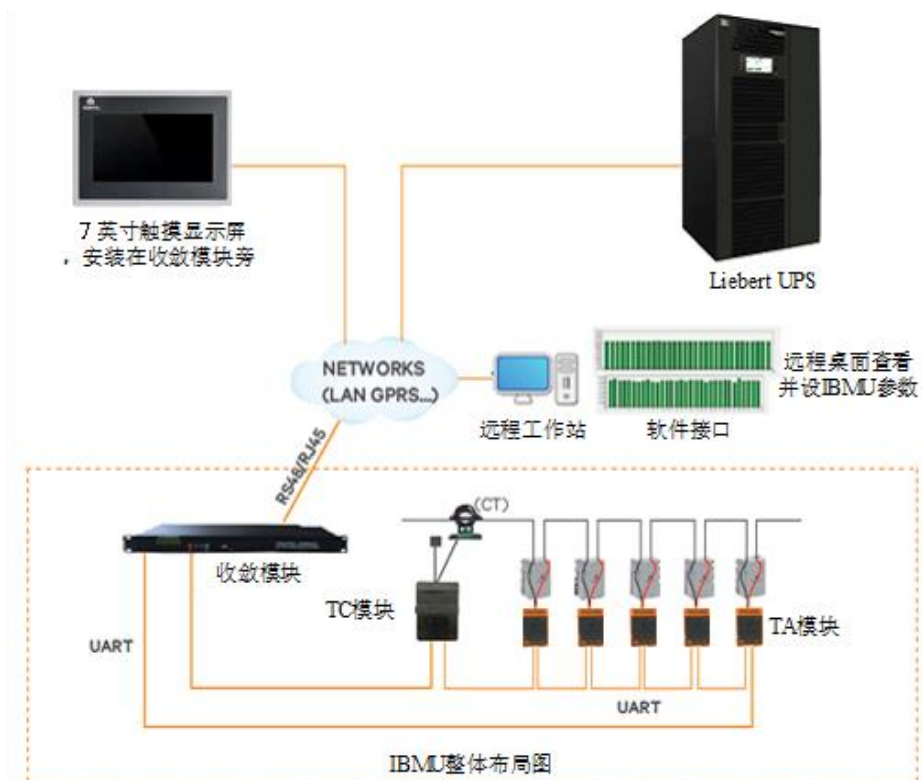 7 英寸触摸显示屏
，安装在收敛模块旁
Liebert UPS
NETWORKS
(LAN GPRS...)
远程桌面查看
并设IBMU参数
远程工作站
软件接口
RS48/RJ45
(CT)
收敛模块
TC模块
TA模块
UART
UART
IBMU整体布局图